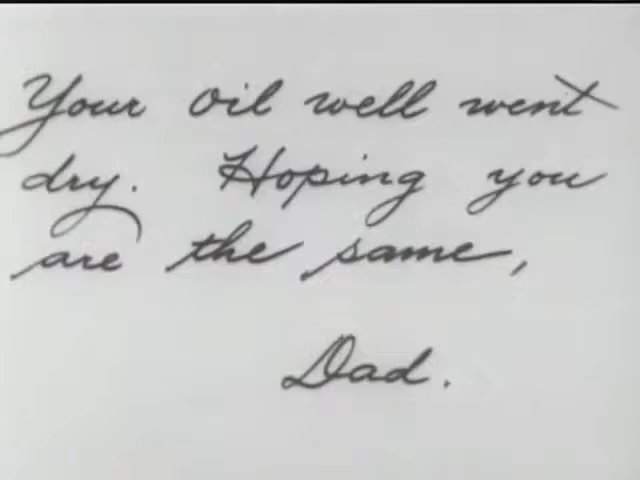 Your oil well went
dry. Hoping you
are the same,
Dad.